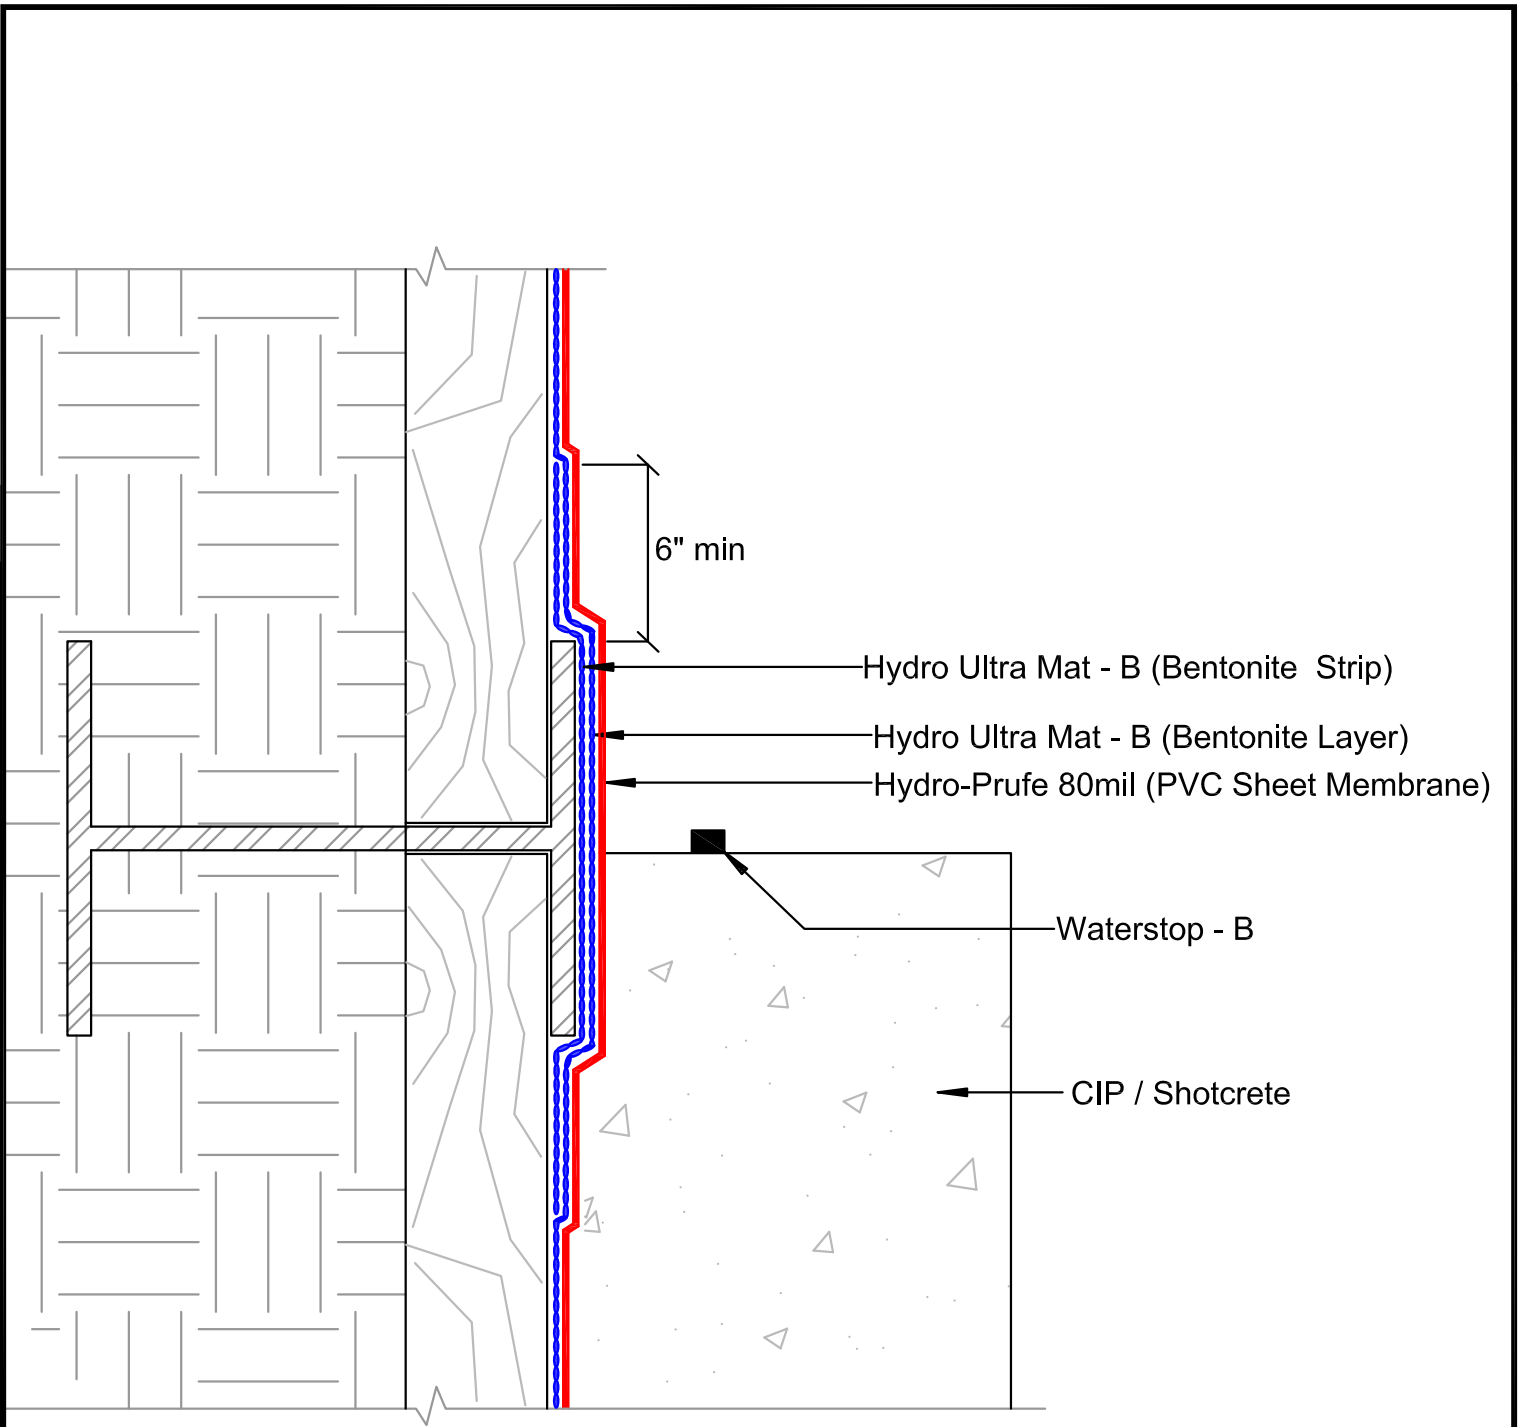 6" min
Hydro Ultra Mat - B (Bentonite Strip)
Hydro Ultra Mat - B (Bentonite Layer)
Hydro-Prufe 80mil (PVC Sheet Membrane)
Waterstop - B
CIP / Shotcrete